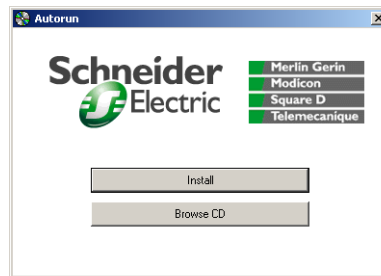 Autorun
Schneider
Electric
Merlin Gerin
Modicon
Square D
Telemecanique
Install
Browse CD